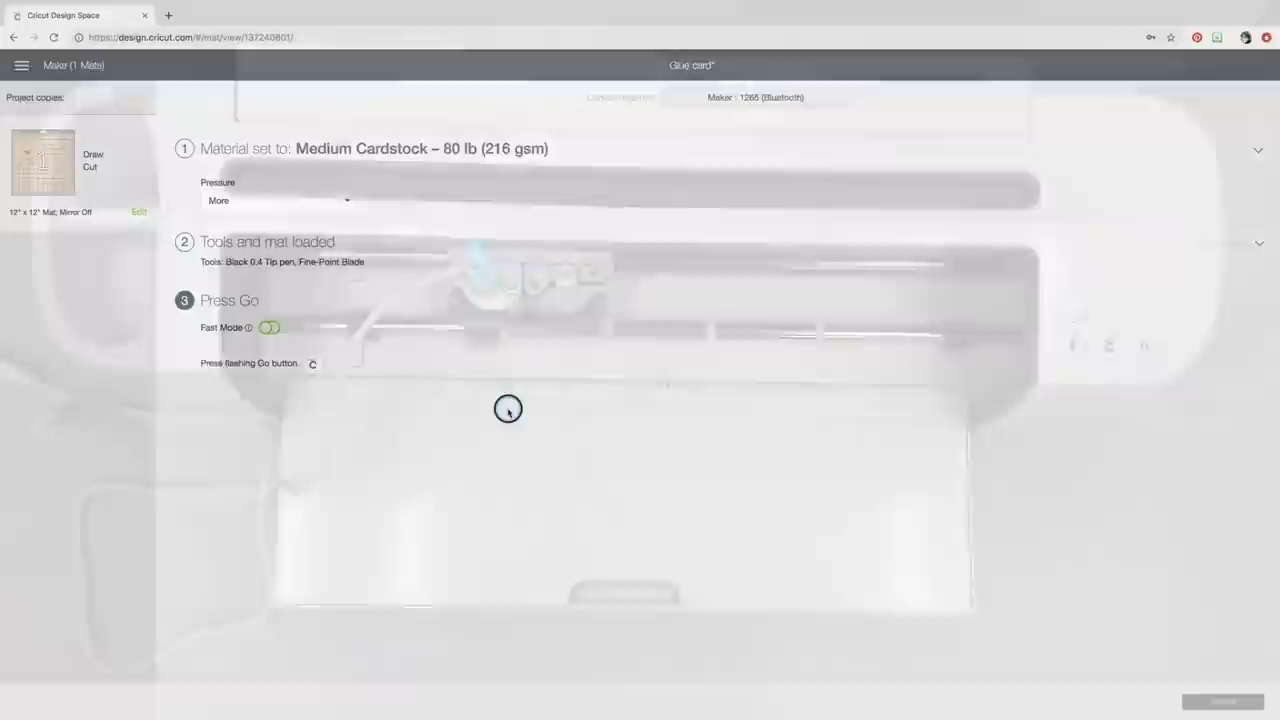 Cricut Design Space
https://design.cricut.com/#/mat/view/137240801/
Make (1 Mats)
Glue card*
Project copies:
Maker : 1265 (Bluetooth)
1 Material set to: Medium Cardstock – 80 lb (216 gsm)
Draw
Cut
Pressure
More
12" x 12" Mat; Mirror Off
Edit
2 Tools and mat loaded
Tools: Black 0.4 Tip pen, Fine-Point Blade
3 Press Go
Fast Mode
Press flashing Go button.